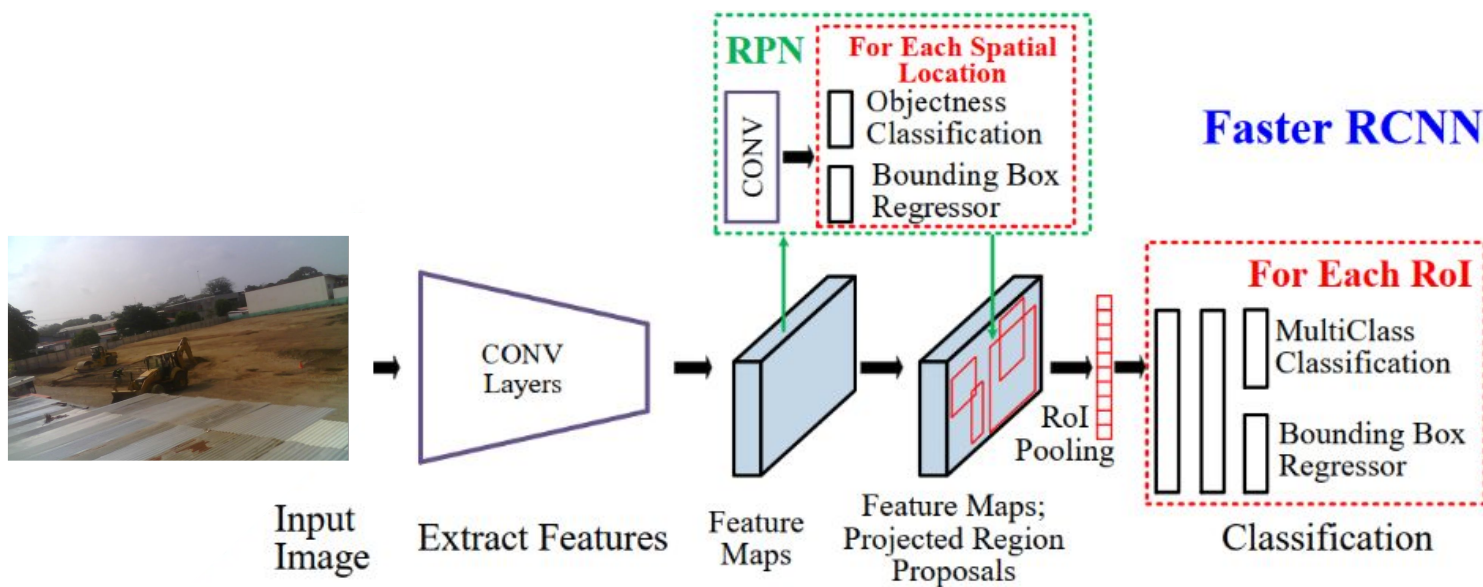 RPN
For Each Spatial
Location
CONV
Objectness
Classification
Bounding Box
Regressor
Faster RCNN
CONV
Layers
RoI
Pooling
For Each RoI
MultiClass
Classification
Bounding Box
Regressor
Input
Image
Extract Features
Feature
Maps
Feature Maps;
Projected Region
Proposals
Classification